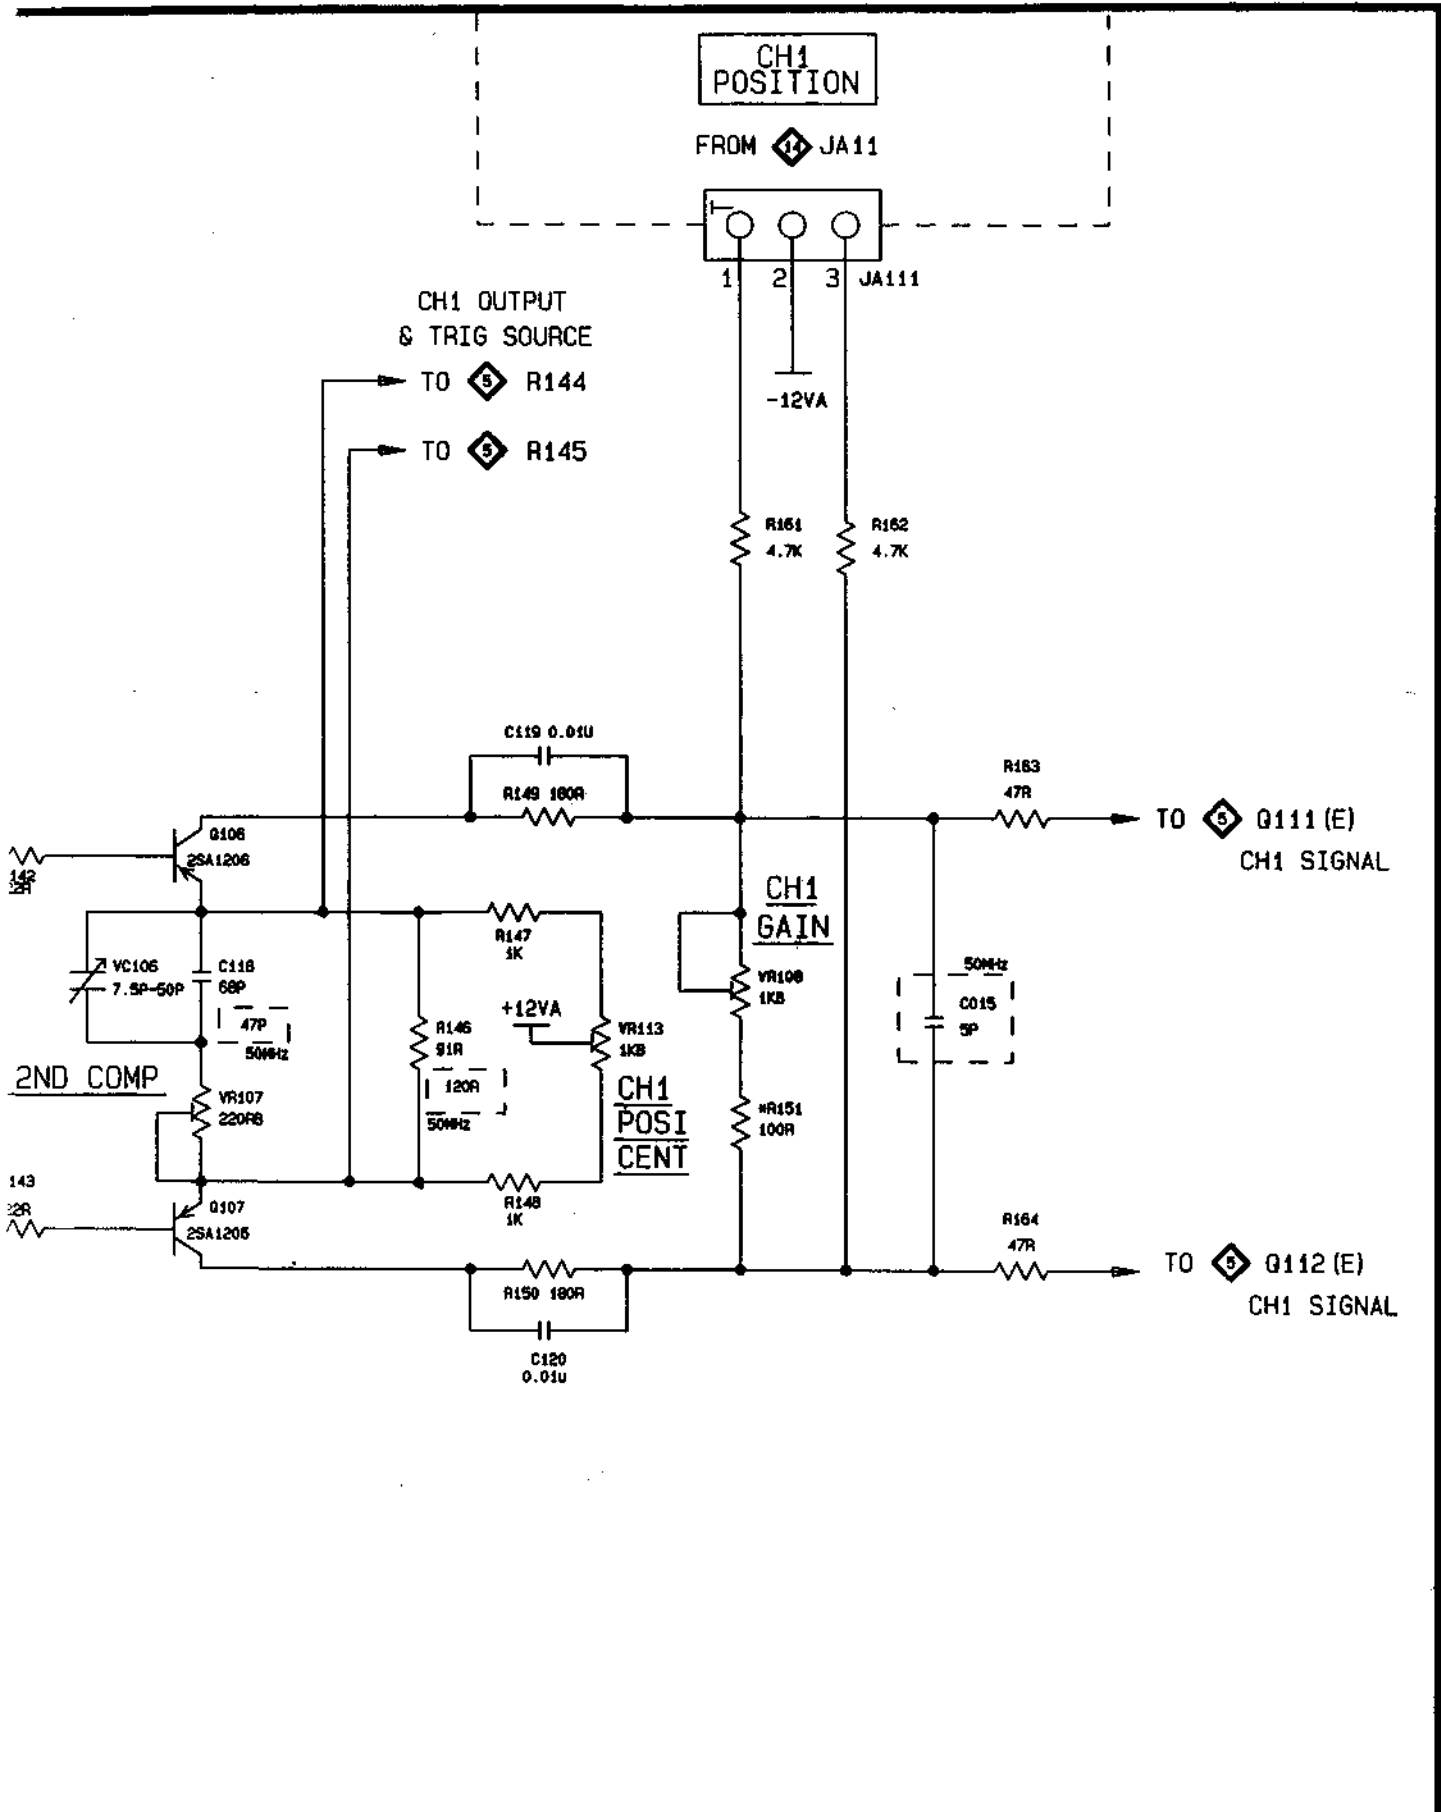 CH1
POSITION
FROM 14 JA11
1 2 3 JA111
-12VA
CH1 OUTPUT
& TRIG SOURCE
TO 5 R144
TO 5 R145
R161
4.7K
R162
4.7K
C119 0.01U
R149 180R
R163
47R
TO 5 Q111(E)
CH1 SIGNAL
Q106
2SA1206
142
22R
CH1
GAIN
R147
1K
VC106
7.5P-50P
C118
68P
47P
50MHz
+12VA
R146
91R
120R
50MHz
VR113
1KB
VR108
1KB
50MHz
C015
5P
2ND COMP
VR107
220RB
CH1
POSI
CENT
*R151
100R
143
22R
Q107
2SA1206
R148
1K
R164
47R
TO 5 Q112(E)
CH1 SIGNAL
R150 180R
C120
0.01U